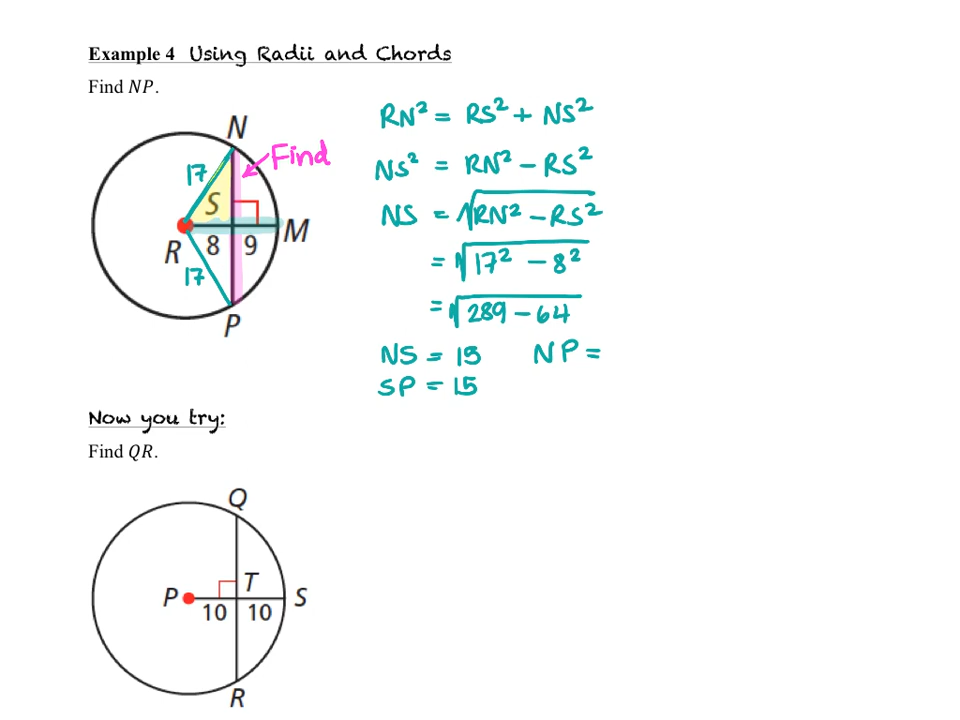 Example 4 Using Radii and Chords
Find NP.
RN² = RS² + NS²
NS² = RN² − RS²
NS = √RN² − RS²
= √17² − 8²
= √289 − 64
NS = 15 NP =
SP = 15
N
Find
17
S
M
R 8 9
17
P
Now you try:
Find QR.
Q
T
P S
10 10
R